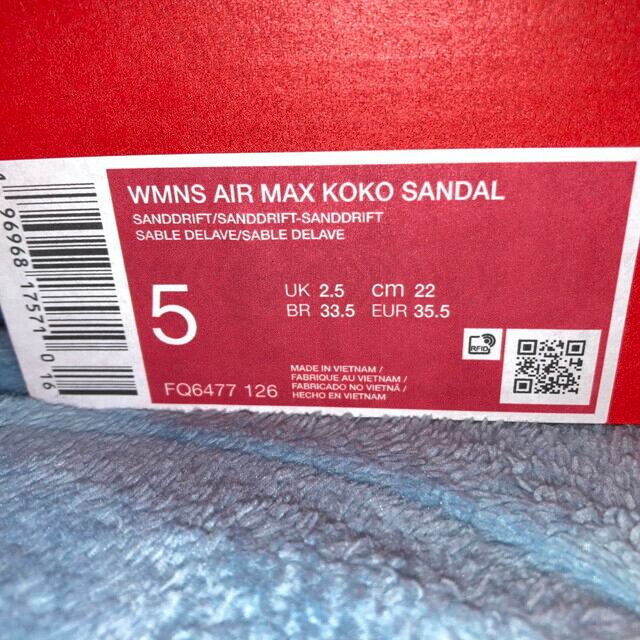 WMNS AIR MAX KOKO SANDAL
SANDDRIFT/SANDDRIFT-SANDDRIFT
SABLE DELAVE/SABLE DELAVE
5
UK 2.5 cm 22
BR 33.5 EUR 35.5
RFID
FQ6477 126
MADE IN VIETNAM /
FABRIQUE AU VIETNAM /
FABRICADO NO VIETNÃ /
HECHO EN VIETNAM
1 96968 17571 0 16